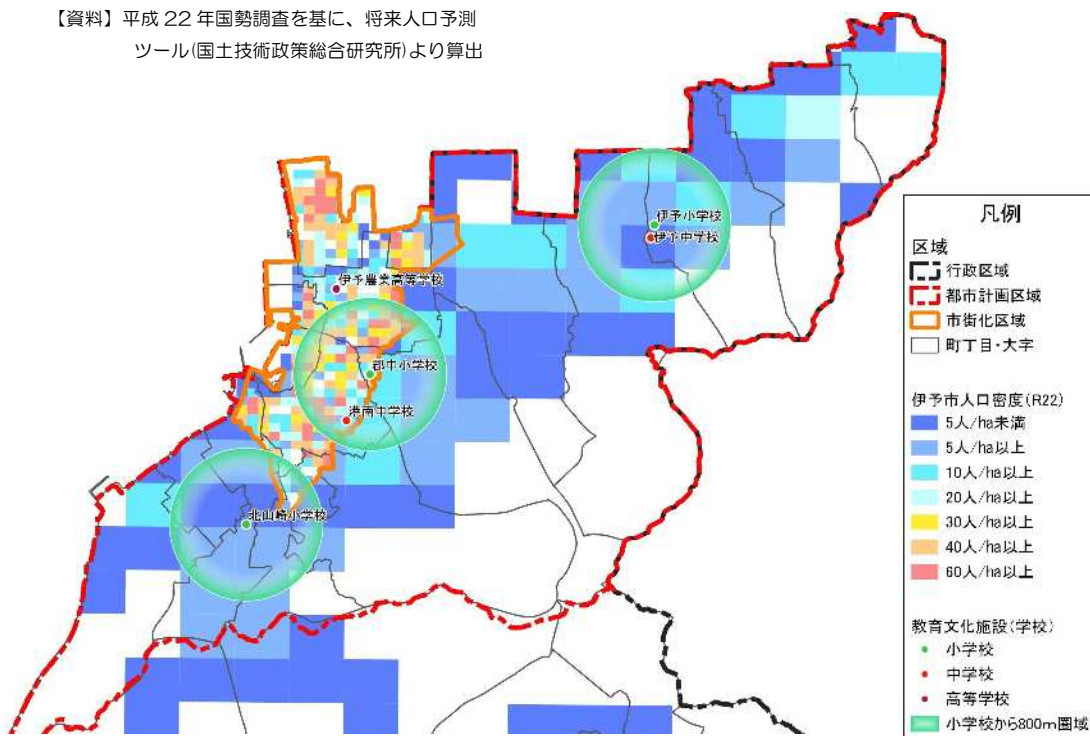 【資料】平成 22 年国勢調査を基に、将来人口予測
ツール(国土技術政策総合研究所)より算出
伊予小学校
伊予中学校
伊予農業高等学校
郡中小学校
港南中学校
北山崎小学校
凡例
区域
行政区域
都市計画区域
市街化区域
町丁目・大字
伊予市人口密度(R22)
5人/ha未満
5人/ha以上
10人/ha以上
20人/ha以上
30人/ha以上
40人/ha以上
60人/ha以上
教育文化施設(学校)
小学校
中学校
高等学校
小学校から800m圏域